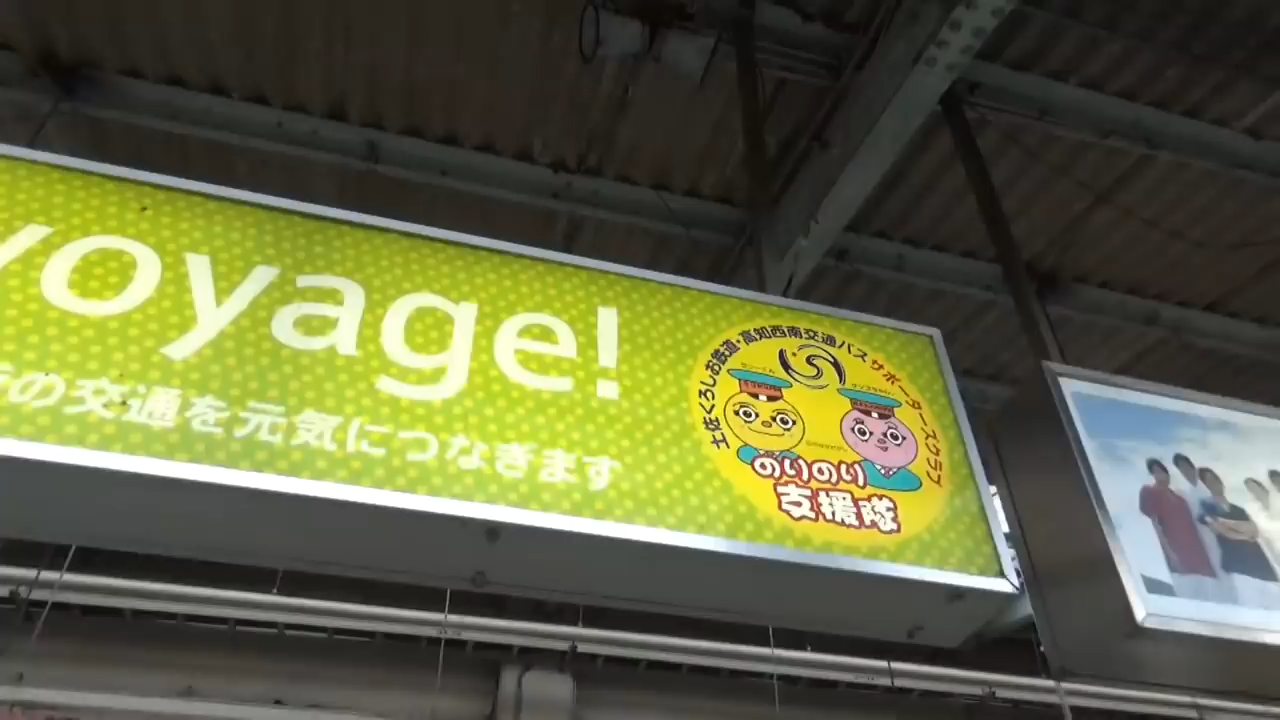 voyage!
の交通を元気につなぎます
土佐くろしお鉄道・高知西南交通バス サポーターズクラブ
のりのり
支援隊